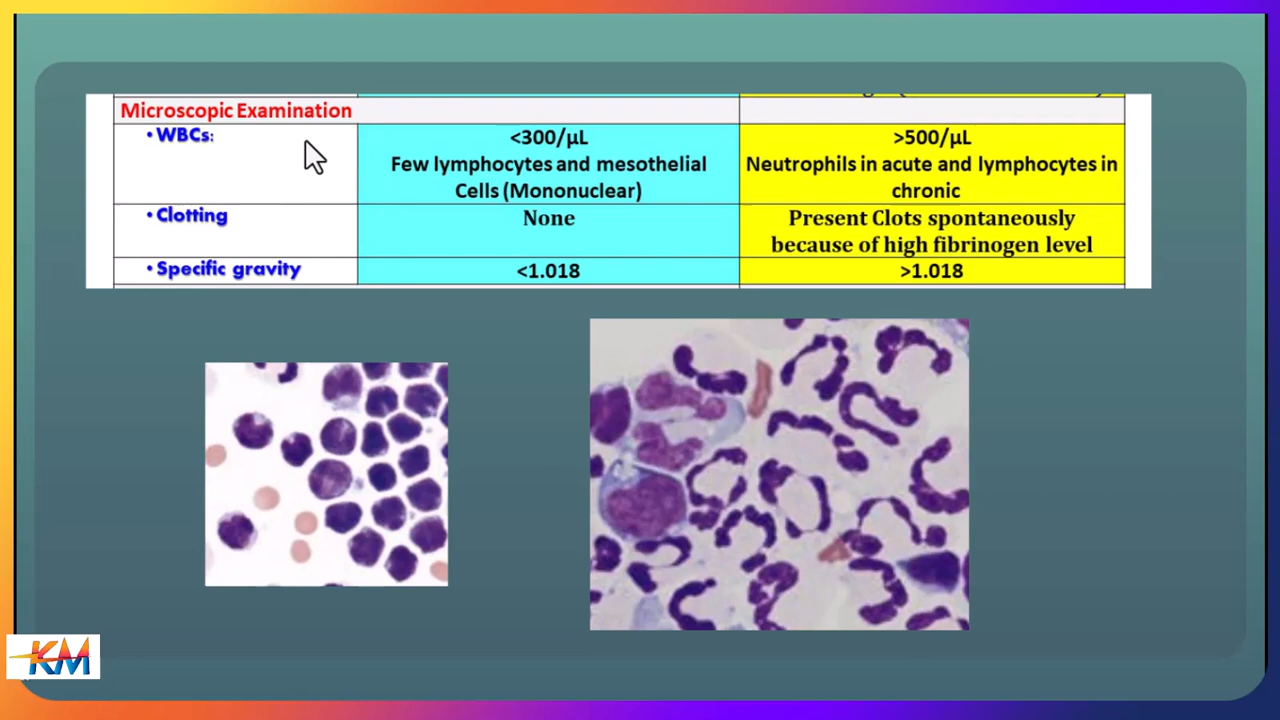 Microscopic Examination
• WBCs:
<300/µL
Few lymphocytes and mesothelial
Cells (Mononuclear)
>500/µL
Neutrophils in acute and lymphocytes in
chronic
• Clotting
None
Present Clots spontaneously
because of high fibrinogen level
• Specific gravity
<1.018
>1.018
KM